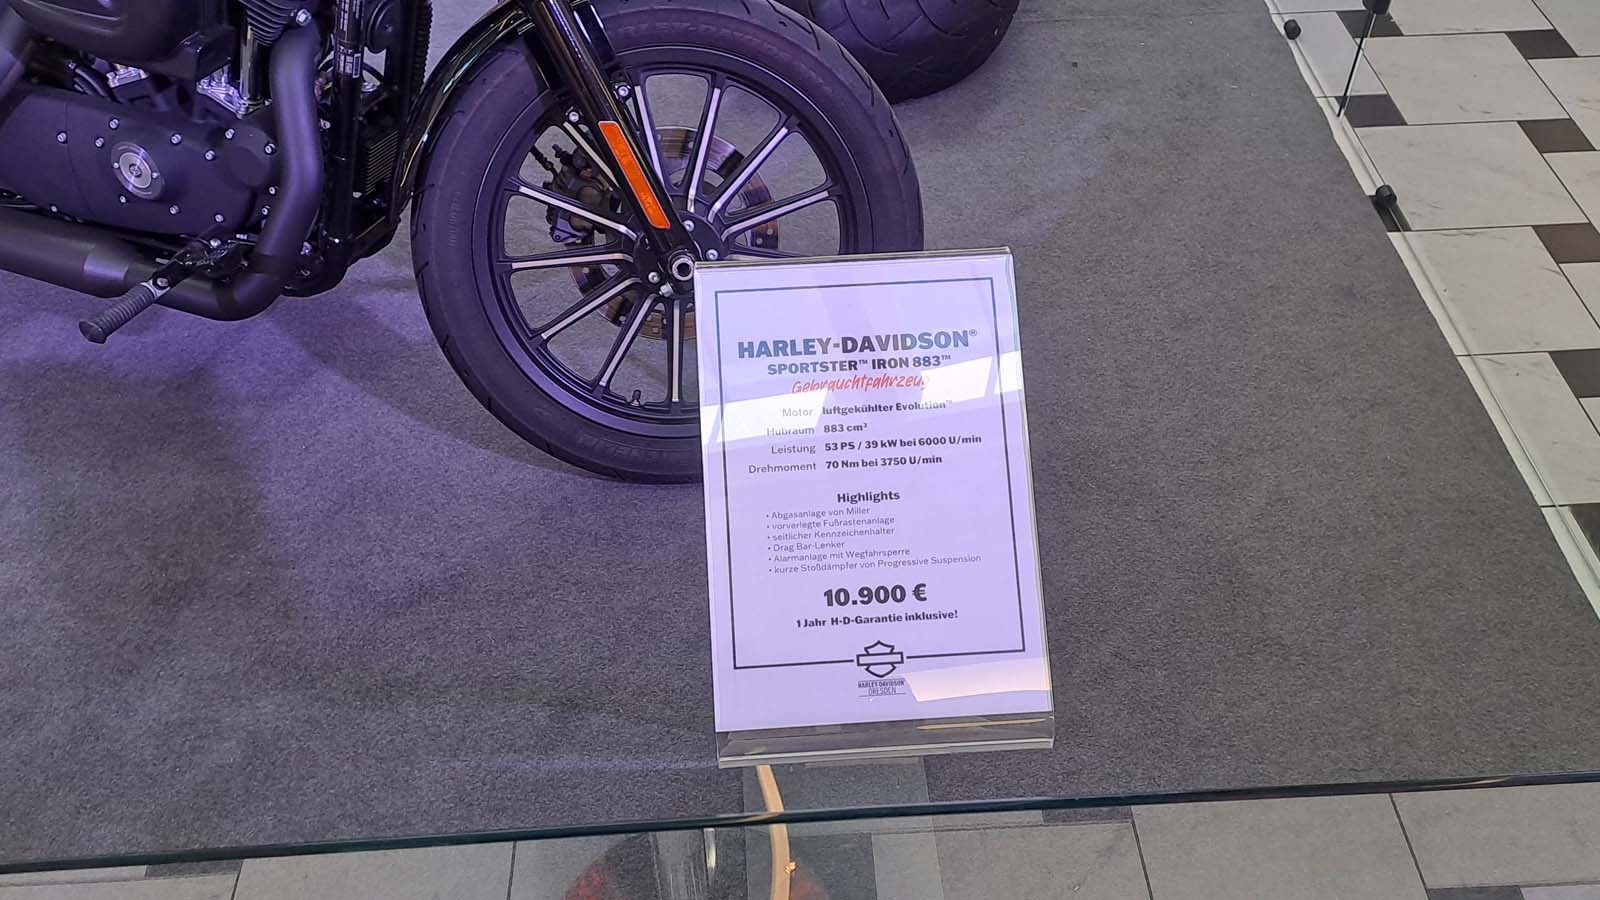 HARLEY-DAVIDSON®
SPORTSTER™ IRON 883™
Gebrauchtfahrzeug
Motor luftgekühlter Evolution™
Hubraum 883 cm³
Leistung 53 PS / 39 kW bei 6000 U/min
Drehmoment 70 Nm bei 3750 U/min
Highlights
• Abgasanlage von Miller
• vorverlegte Fußrastenanlage
• seitlicher Kennzeichenhalter
• Drag Bar-Lenker
• Alarmanlage mit Wegfahrsperre
• kurze Stoßdämpfer von Progressive Suspension
10.900 €
1 Jahr H-D-Garantie inklusive!
HARLEY-DAVIDSON®
DRESDEN